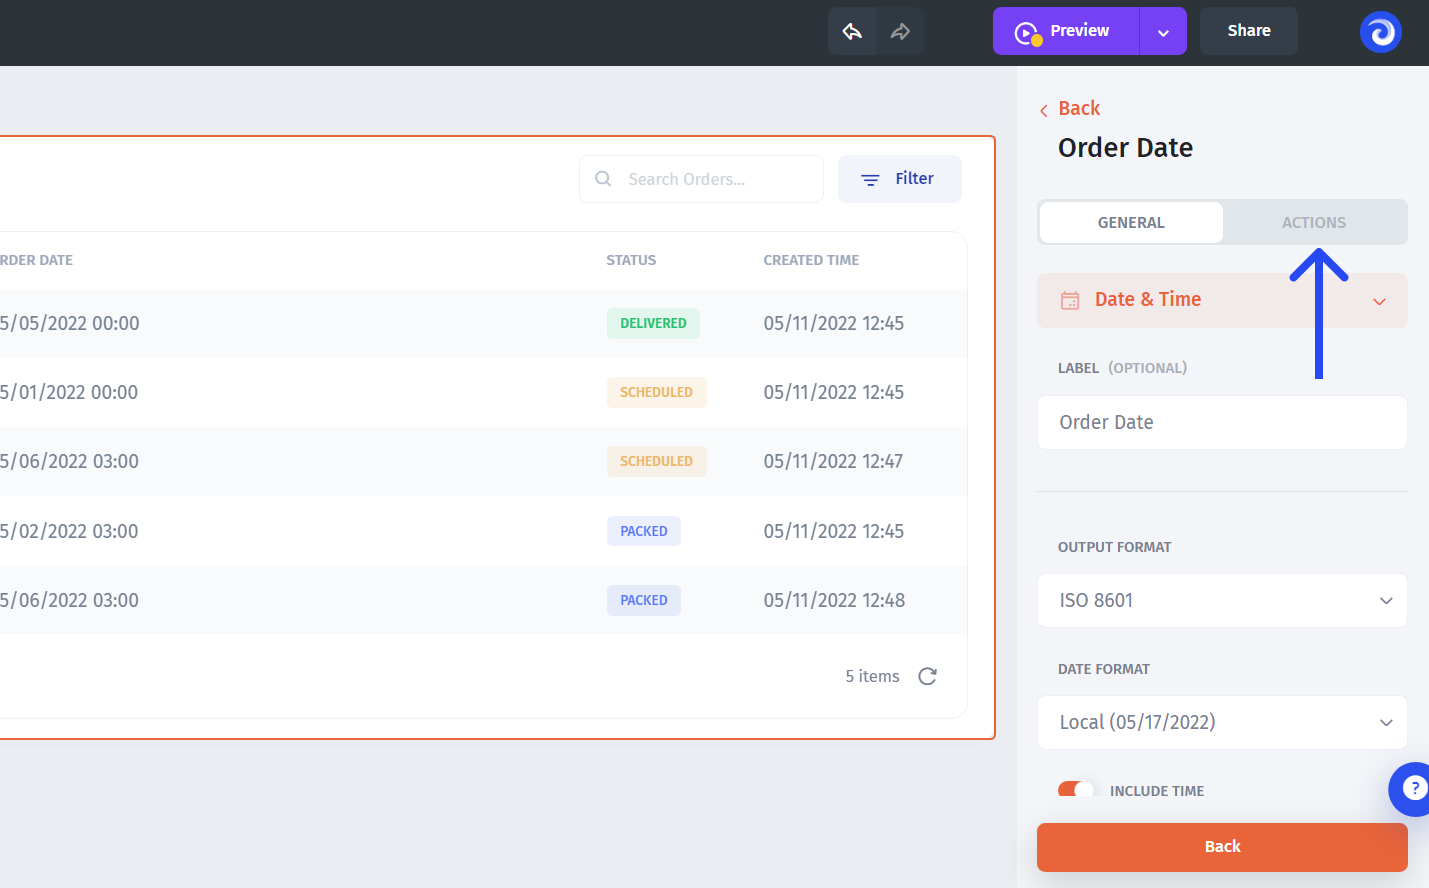 Preview
Share
Back
Order Date
GENERAL
ACTIONS
Date & Time
LABEL (OPTIONAL)
Order Date
OUTPUT FORMAT
ISO 8601
DATE FORMAT
Local (05/17/2022)
INCLUDE TIME
Back
?
Search Orders...
Filter
RDER DATE STATUS CREATED TIME
5/05/2022 00:00 DELIVERED 05/11/2022 12:45
5/01/2022 00:00 SCHEDULED 05/11/2022 12:45
5/06/2022 03:00 SCHEDULED 05/11/2022 12:47
5/02/2022 03:00 PACKED 05/11/2022 12:45
5/06/2022 03:00 PACKED 05/11/2022 12:48
5 items